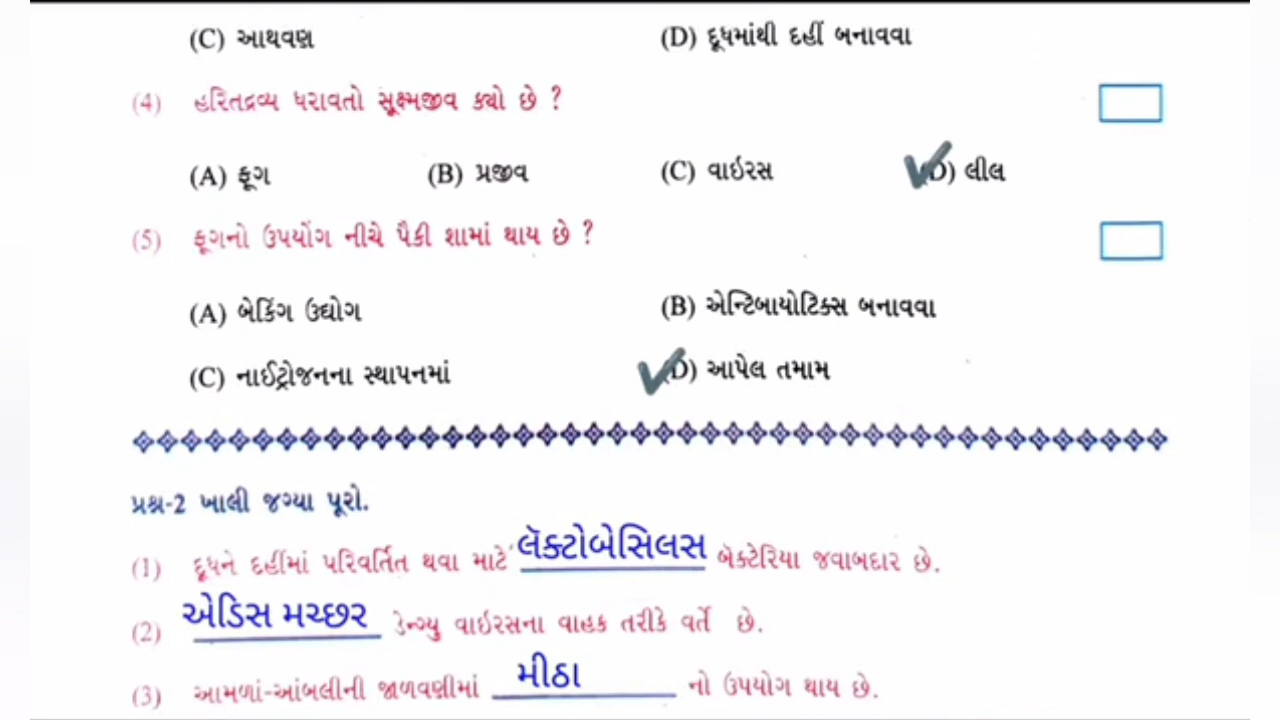 (C) આથવણ (D) દૂધમાંથી દહીં બનાવવા
(4) હરિતદ્રવ્ય ધરાવતો સૂક્ષ્મજીવ ક્યો છે ?
(A) ફૂગ (B) પ્રજીવ (C) વાઇરસ (D) લીલ
(5) ફૂગનો ઉપયોગ નીચે પૈકી શામાં થાય છે ?
(A) બેકિંગ ઉદ્યોગ (B) એન્ટિબાયોટિક્સ બનાવવા
(C) નાઈટ્રોજનના સ્થાપનમાં (D) આપેલ તમામ
પ્રશ્ન-2 ખાલી જગ્યા પૂરો.
(1) દૂધને દહીંમાં પરિવર્તિત થવા માટે લૅક્ટોબેસિલસ બૅક્ટેરિયા જવાબદાર છે.
(2) એડિસ મચ્છર ડેન્ગ્યુ વાઇરસના વાહક તરીકે વર્તે છે.
(3) આમળાં-આંબલીની જાળવણીમાં મીઠા નો ઉપયોગ થાય છે.